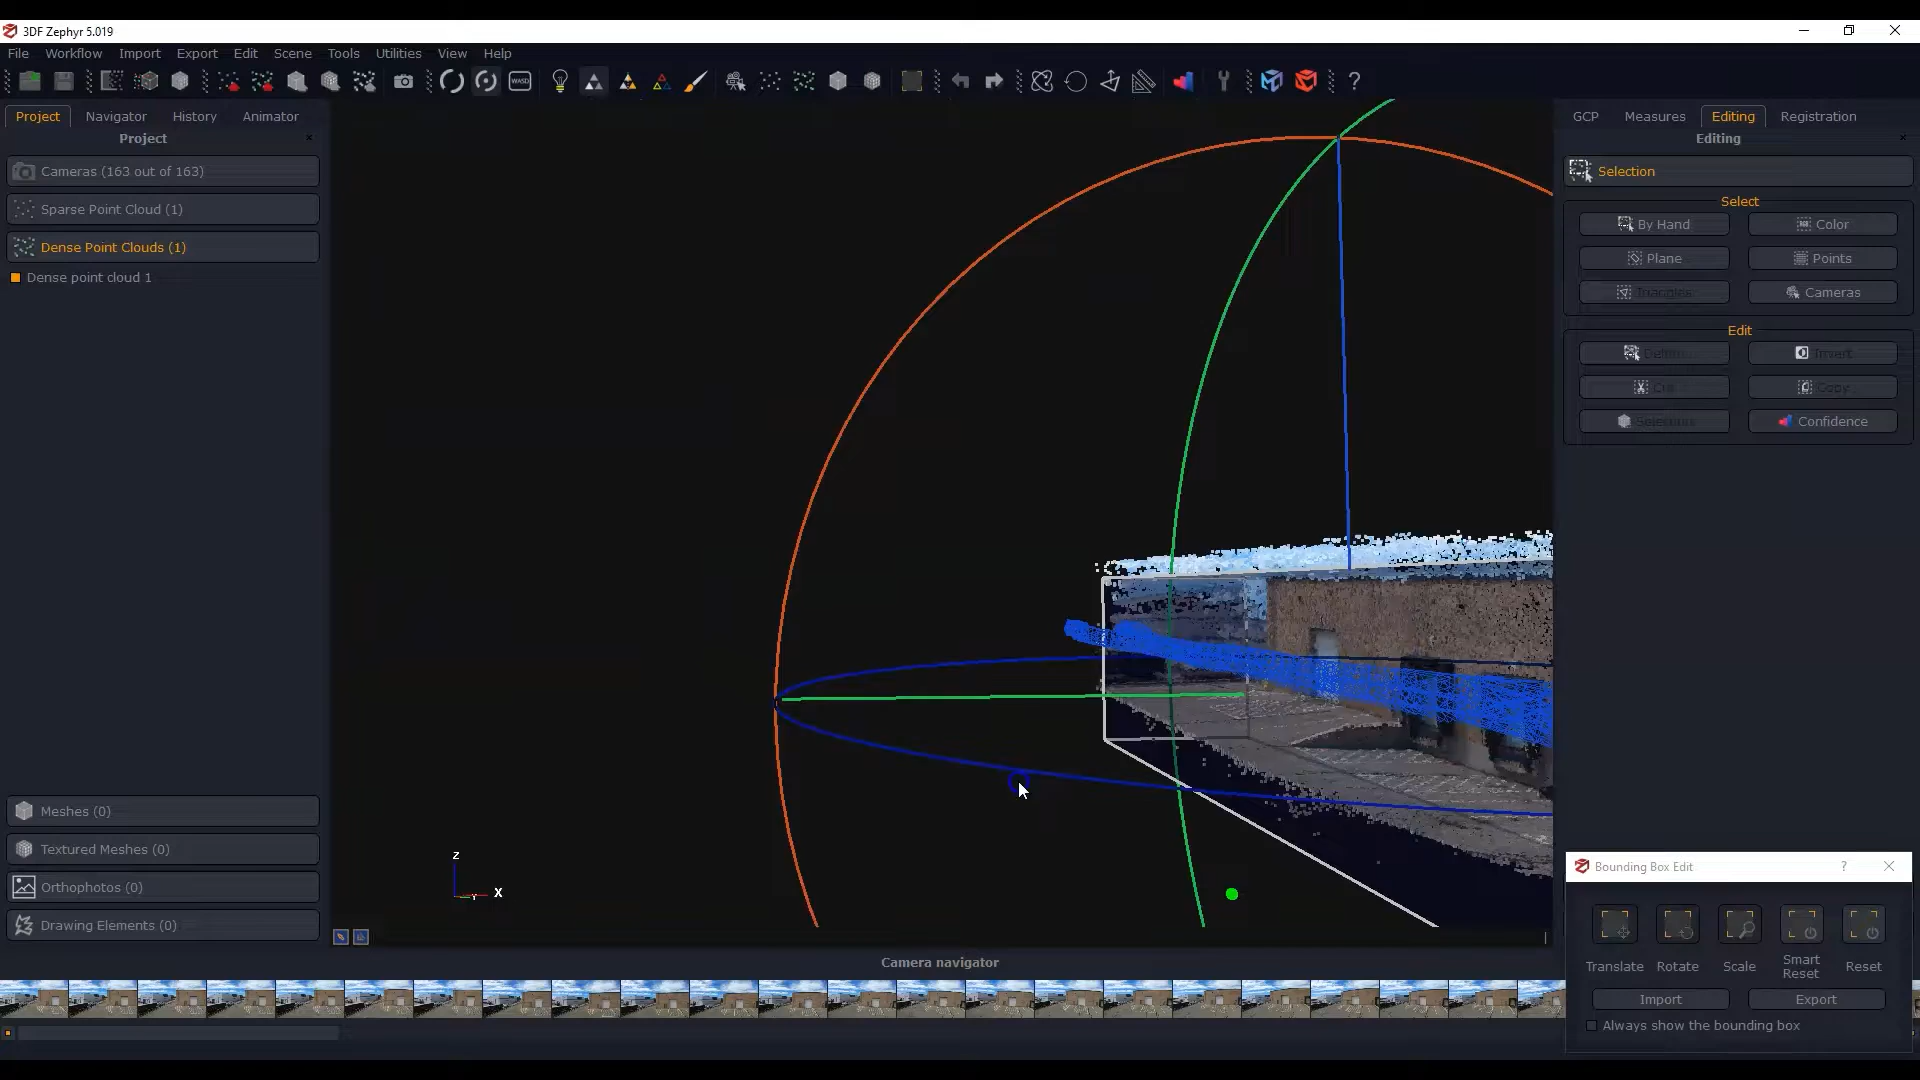 3DF Zephyr 5.019
File Workflow Import Export Edit Scene Tools Utilities View Help
WASD
Project Navigator History Animator
Project
Cameras (163 out of 163)
Sparse Point Cloud (1)
Dense Point Clouds (1)
Dense point cloud 1
Meshes (0)
Textured Meshes (0)
Orthophotos (0)
Drawing Elements (0)
Z
X
Y
Camera navigator
GCP Measures Editing Registration
Editing
Selection
Select
By Hand Color
Plane Points
Triangles Cameras
Edit
Invert
Copy
Confidence
Bounding Box Edit
Translate Rotate Scale Smart Reset Reset
Import Export
Always show the bounding box